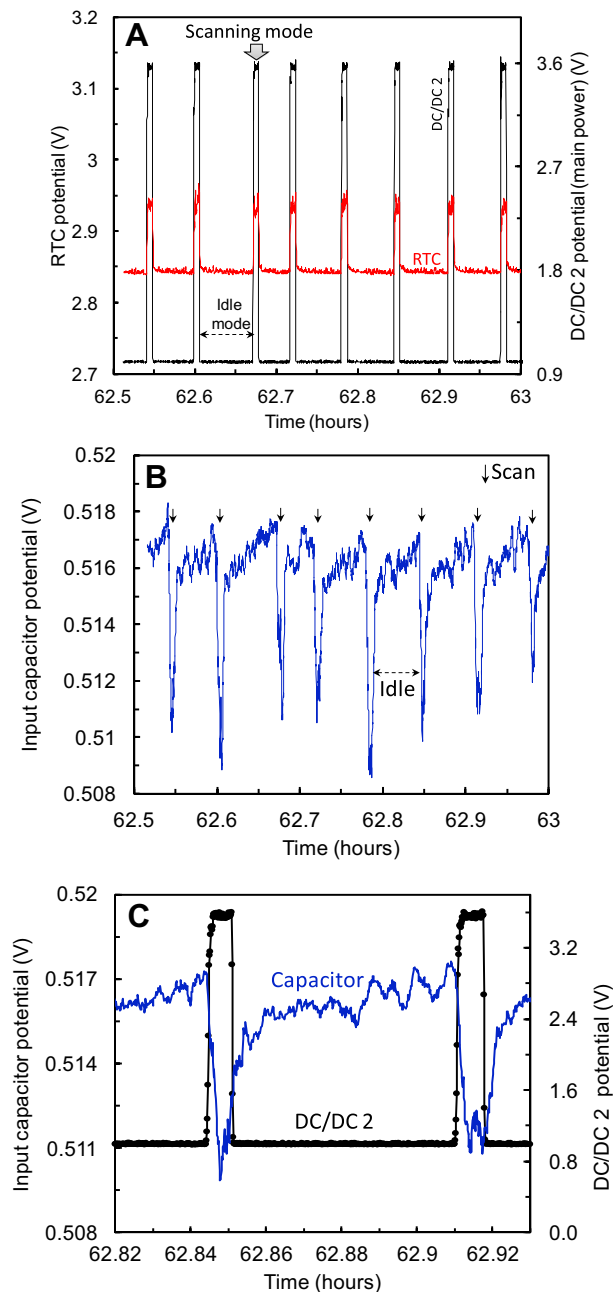 A
Scanning mode
3.2
3.1
3
2.9
2.8
2.7
RTC potential (V)
DC/DC 2
RTC
Idle
mode
3.6
2.7
1.8
0.9
DC/DC 2 potential (main power) (V)
62.5 62.6 62.7 62.8 62.9 63
Time (hours)
B
↓Scan
0.52
0.518
0.516
0.514
0.512
0.51
0.508
Input capacitor potential (V)
Idle
62.5 62.6 62.7 62.8 62.9 63
Time (hours)
C
0.52
0.517
0.514
0.511
0.508
Input capacitor potential (V)
Capacitor
DC/DC 2
3.6
2.7
1.8
0.9
0.0
DC/DC 2 potential (V)
62.82 62.84 62.86 62.88 62.9 62.92
Time (hours)